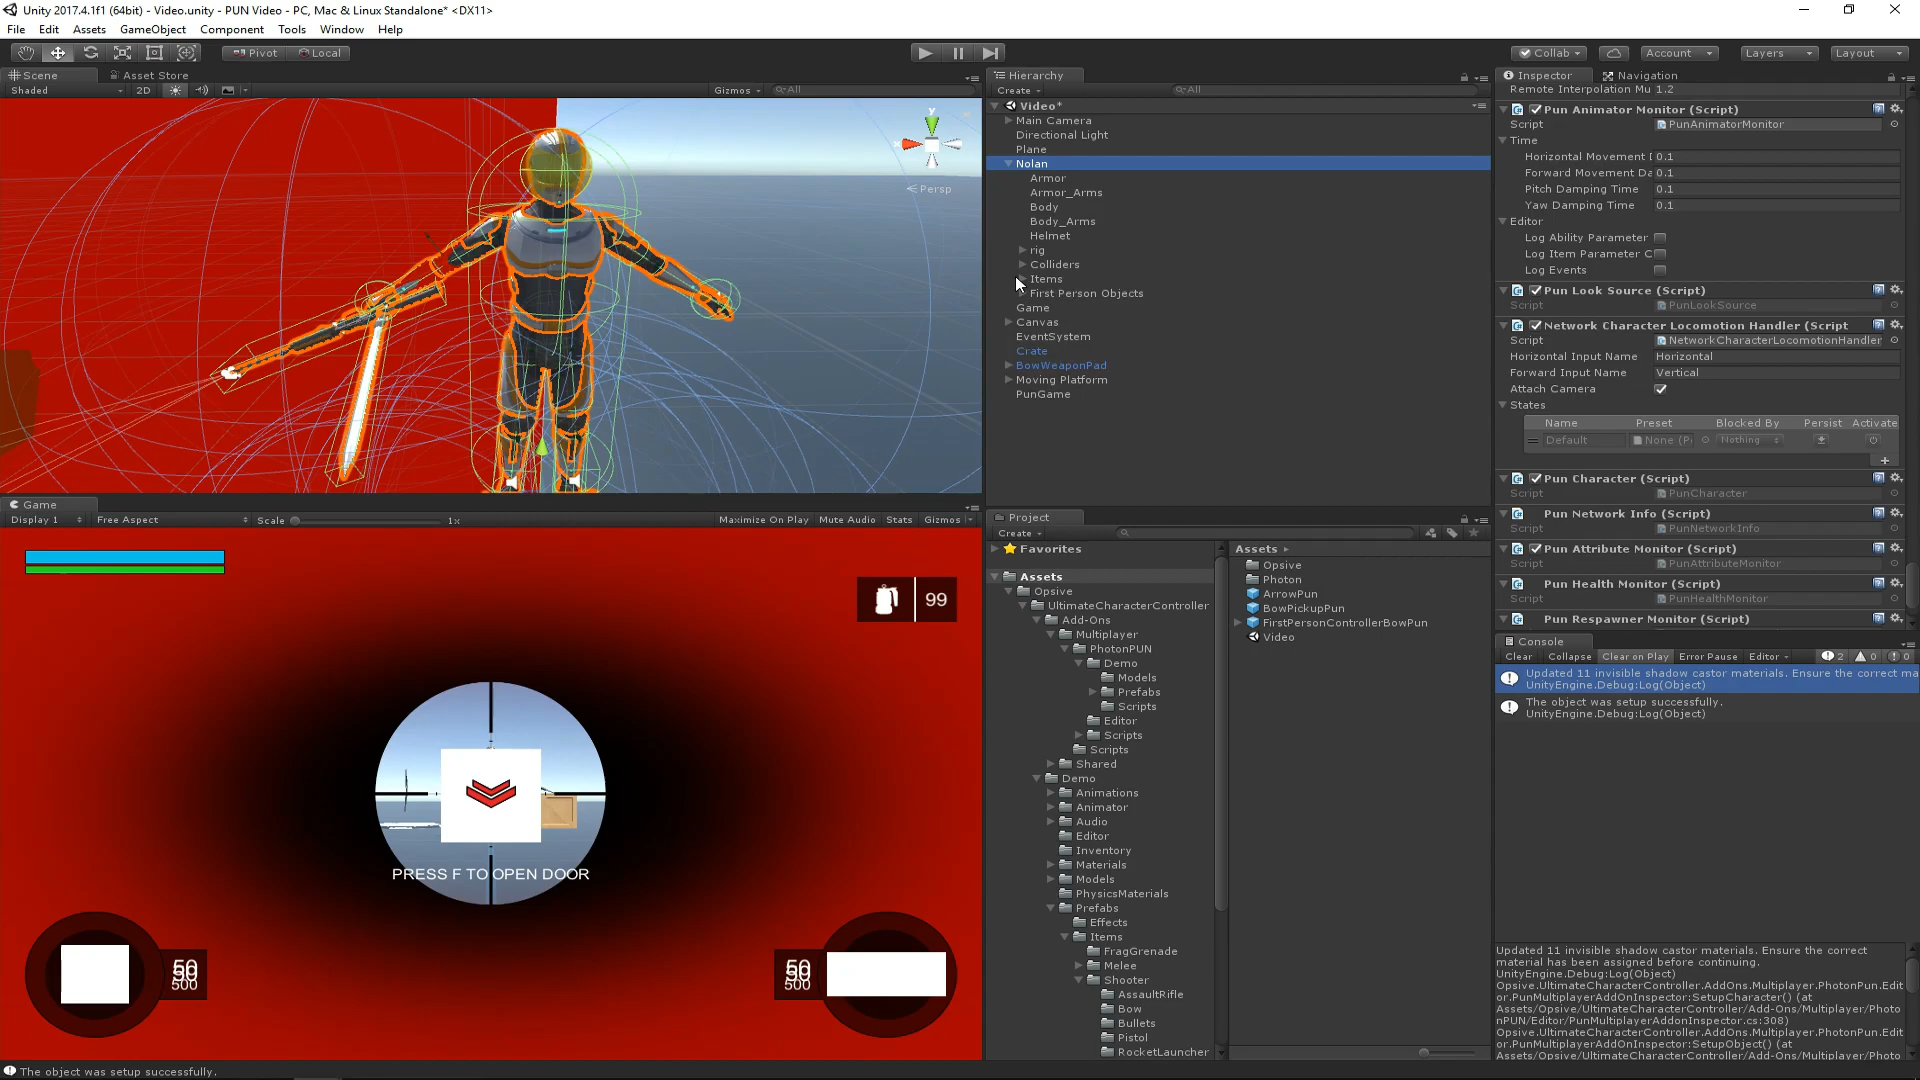 Unity 2017.4.1f1 (64bit) - Video.unity - PUN Video - PC, Mac & Linux Standalone* <DX11>
File Edit Assets GameObject Component Tools Window Help
Pivot Local
Collab Account Layers Layout
Scene Asset Store
Shaded 2D Gizmos All
y
x
Persp
Game
Display 1 Free Aspect Scale 1x Maximize On Play Mute Audio Stats Gizmos
99
PRESS F TO OPEN DOOR
50
500
50
500
Hierarchy
Create All
Video*
Main Camera
Directional Light
Plane
Nolan
Armor
Armor_Arms
Body
Body_Arms
Helmet
rig
Colliders
Items
First Person Objects
Game
Canvas
EventSystem
Crate
BowWeaponPad
Moving Platform
PunGame
Project
Create
Favorites
Assets
Opsive
UltimateCharacterController
Add-Ons
Multiplayer
PhotonPUN
Demo
Models
Prefabs
Scripts
Editor
Scripts
Scripts
Shared
Demo
Animations
Animator
Audio
Editor
Inventory
Materials
Models
PhysicsMaterials
Prefabs
Effects
Items
FragGrenade
Melee
Shooter
AssaultRifle
Bow
Bullets
Pistol
RocketLauncher
Assets
Opsive
Photon
ArrowPun
BowPickupPun
FirstPersonControllerBowPun
Video
Inspector Navigation
Remote Interpolation Mu 1.2
Pun Animator Monitor (Script)
Script PunAnimatorMonitor
Time
Horizontal Movement 0.1
Forward Movement Da 0.1
Pitch Damping Time 0.1
Yaw Damping Time 0.1
Editor
Log Ability Parameter
Log Item Parameter C
Log Events
Pun Look Source (Script)
Script PunLookSource
Network Character Locomotion Handler (Script
Script NetworkCharacterLocomotionHandler
Horizontal Input Name Horizontal
Forward Input Name Vertical
Attach Camera
States
Name Preset Blocked By Persist Activate
Default None (P Nothing
Pun Character (Script)
Script PunCharacter
Pun Network Info (Script)
Script PunNetworkInfo
Pun Attribute Monitor (Script)
Script PunAttributeMonitor
Pun Health Monitor (Script)
Script PunHealthMonitor
Pun Respawner Monitor (Script)
Console
Clear Collapse Clear on Play Error Pause Editor 2 0 0
Updated 11 invisible shadow castor materials. Ensure the correct ma
UnityEngine.Debug:Log(Object)
The object was setup successfully.
UnityEngine.Debug:Log(Object)
Updated 11 invisible shadow castor materials. Ensure the correct
material has been assigned before continuing.
UnityEngine.Debug:Log(Object)
Opsive.UltimateCharacterController.AddOns.Multiplayer.PhotonPun.Edit
or.PunMultiplayerAddOnInspector:SetupCharacter() (at
Assets/Opsive/UltimateCharacterController/Add-Ons/Multiplayer/Photo
nPUN/Editor/PunMultiplayerAddonInspector.cs:308)
Opsive.UltimateCharacterController.AddOns.Multiplayer.PhotonPun.Edit
or.PunMultiplayerAddOnInspector:SetupObject() (at
Assets/Opsive/UltimateCharacterController/Add-Ons/Multiplayer/Photo
The object was setup successfully.